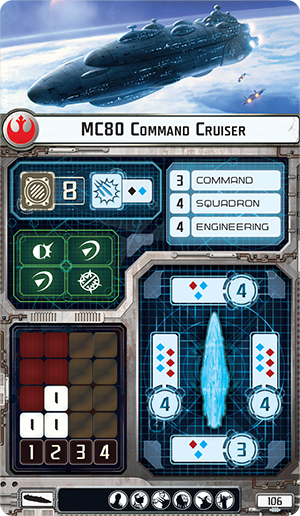 MC80 COMMAND CRUISER
8
3 COMMAND
4 SQUADRON
4 ENGINEERING
4
4 4
3
1
1 1
1 2 3 4
106